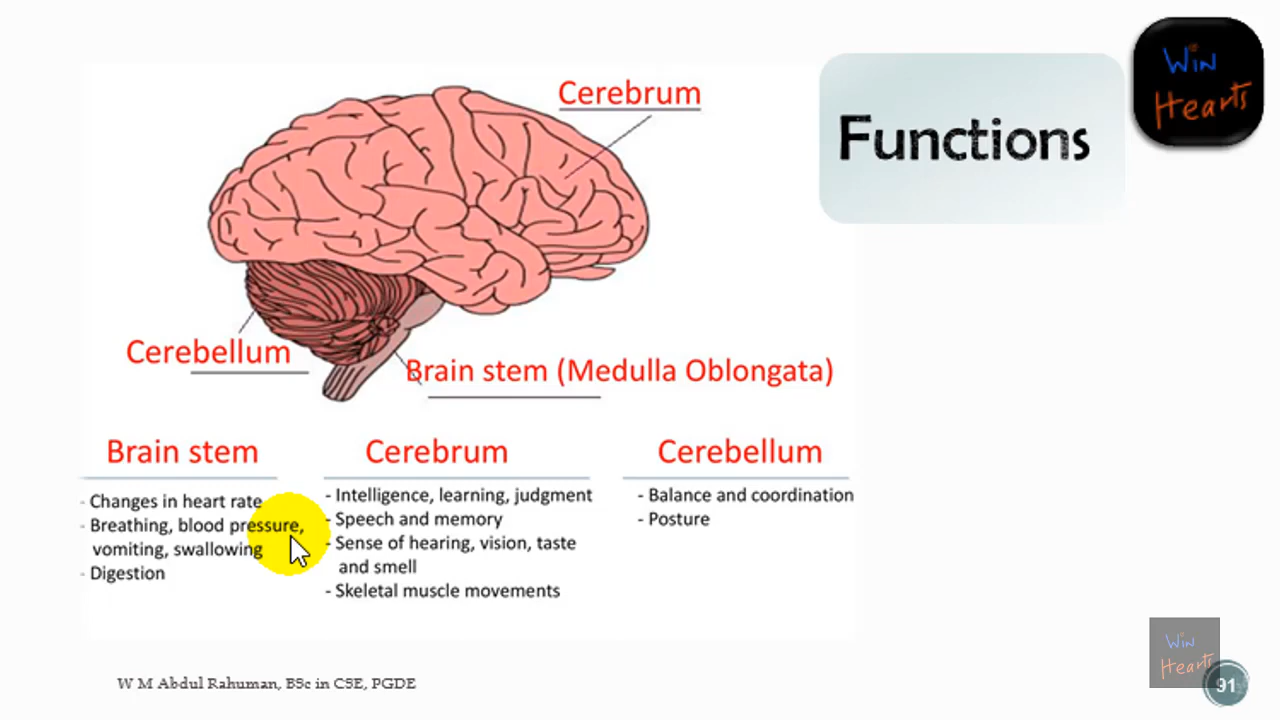 Win
Hearts
Functions
Cerebrum
Cerebellum
Brain stem (Medulla Oblongata)
Brain stem
- Changes in heart rate
- Breathing, blood pressure,
vomiting, swallowing
- Digestion
Cerebrum
- Intelligence, learning, judgment
- Speech and memory
- Sense of hearing, vision, taste
and smell
- Skeletal muscle movements
Cerebellum
- Balance and coordination
- Posture
W M Abdul Rahuman, BSc in CSE, PGDE
Win
Hearts
91